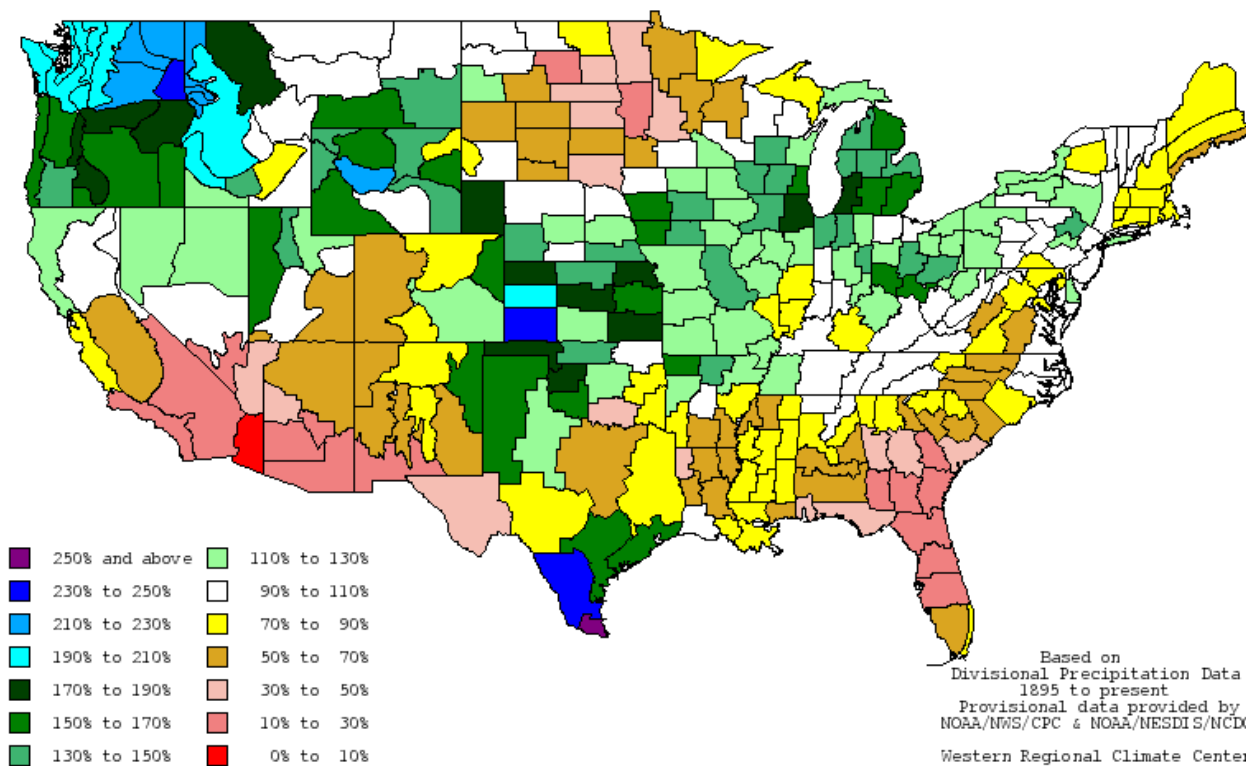 250% and above
230% to 250%
210% to 230%
190% to 210%
170% to 190%
150% to 170%
130% to 150%
110% to 130%
90% to 110%
70% to 90%
50% to 70%
30% to 50%
10% to 30%
0% to 10%
Based on
Divisional Precipitation Data
1895 to present
Provisional data provided by
NOAA/NWS/CPC & NOAA/NESDIS/NCDC
Western Regional Climate Center